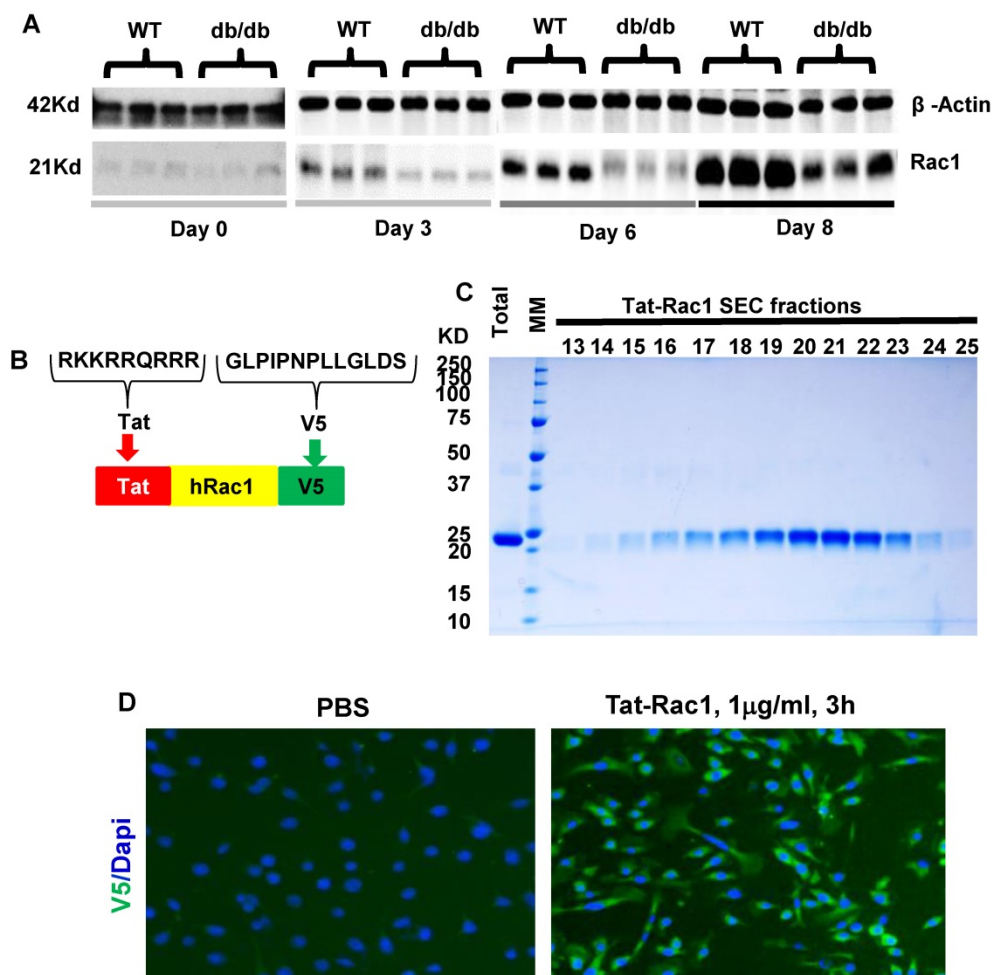 A
WT db/db WT db/db WT db/db WT db/db
42Kd β -Actin
21Kd Rac1
Day 0 Day 3 Day 6 Day 8
B
RKKRRQRRR GLPIPNPLLGLDS
Tat V5
Tat hRac1 V5
C
Total MM Tat-Rac1 SEC fractions
KD 13 14 15 16 17 18 19 20 21 22 23 24 25
250
150
100
75
50
37
25
20
15
10
D
PBS Tat-Rac1, 1μg/ml, 3h
V5/Dapi